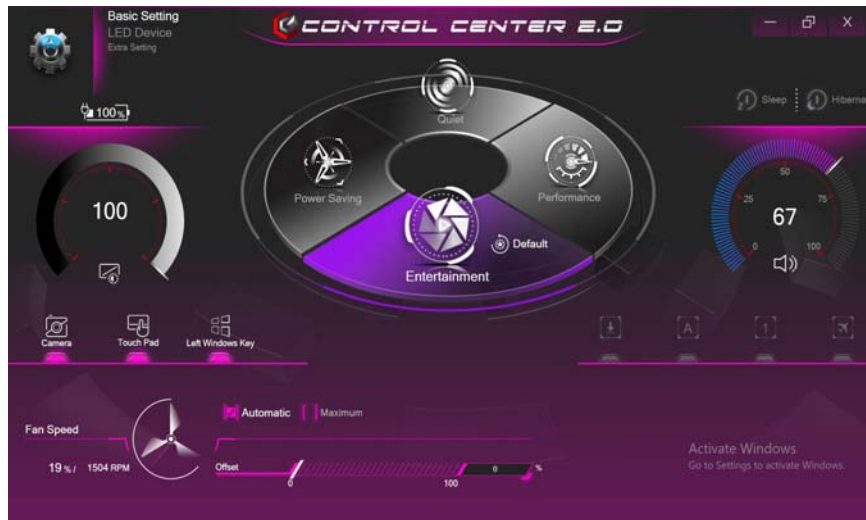 Basic Setting
LED Device
Extra Setting
CONTROL CENTER 2.0
X
100%
Sleep
Hiberna
Quiet
Power Saving
Performance
Default
Entertainment
100
50
25
75
67
0
100
Camera
Touch Pad
Left Windows Key
A
1
Fan Speed
19 % / 1504 RPM
Automatic
Maximum
Offset
0
100
0
%
Activate Windows
Go to Settings to activate Windows.